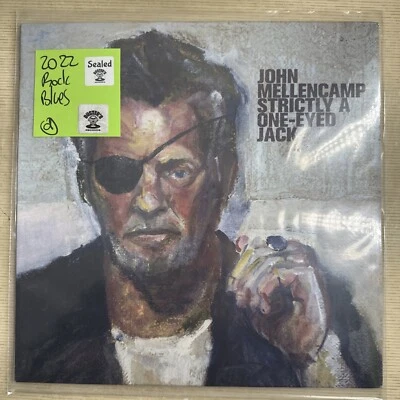 2022
Rock
Blues
Sealed
JOHN
MELLENCAMP
STRICTLY A
ONE-EYED
JACK